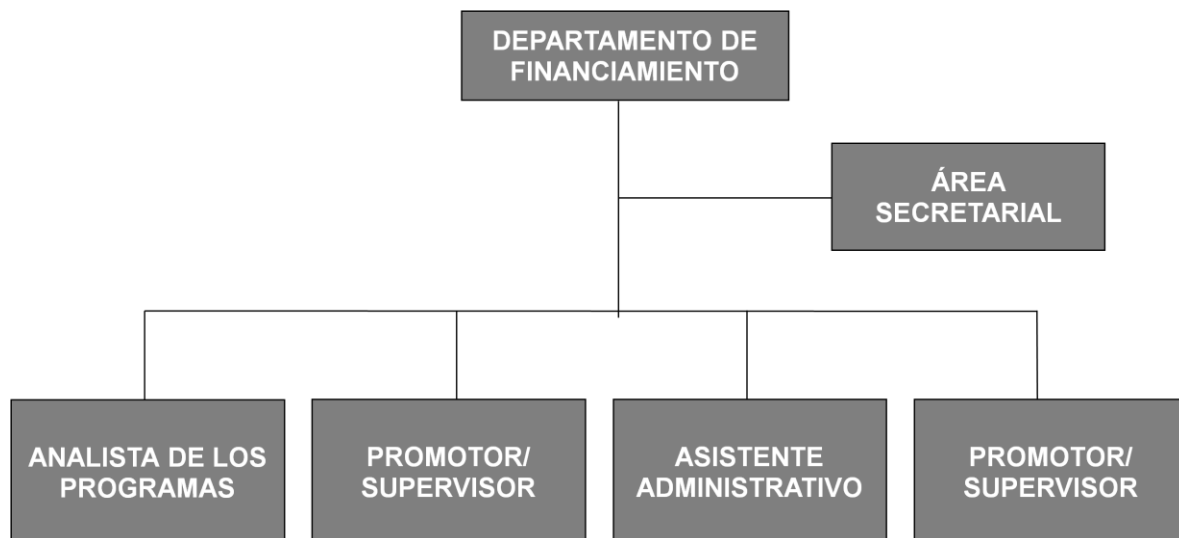 DEPARTAMENTO DE
FINANCIAMIENTO
ÁREA
SECRETARIAL
ANALISTA DE LOS
PROGRAMAS
PROMOTOR/
SUPERVISOR
ASISTENTE
ADMINISTRATIVO
PROMOTOR/
SUPERVISOR